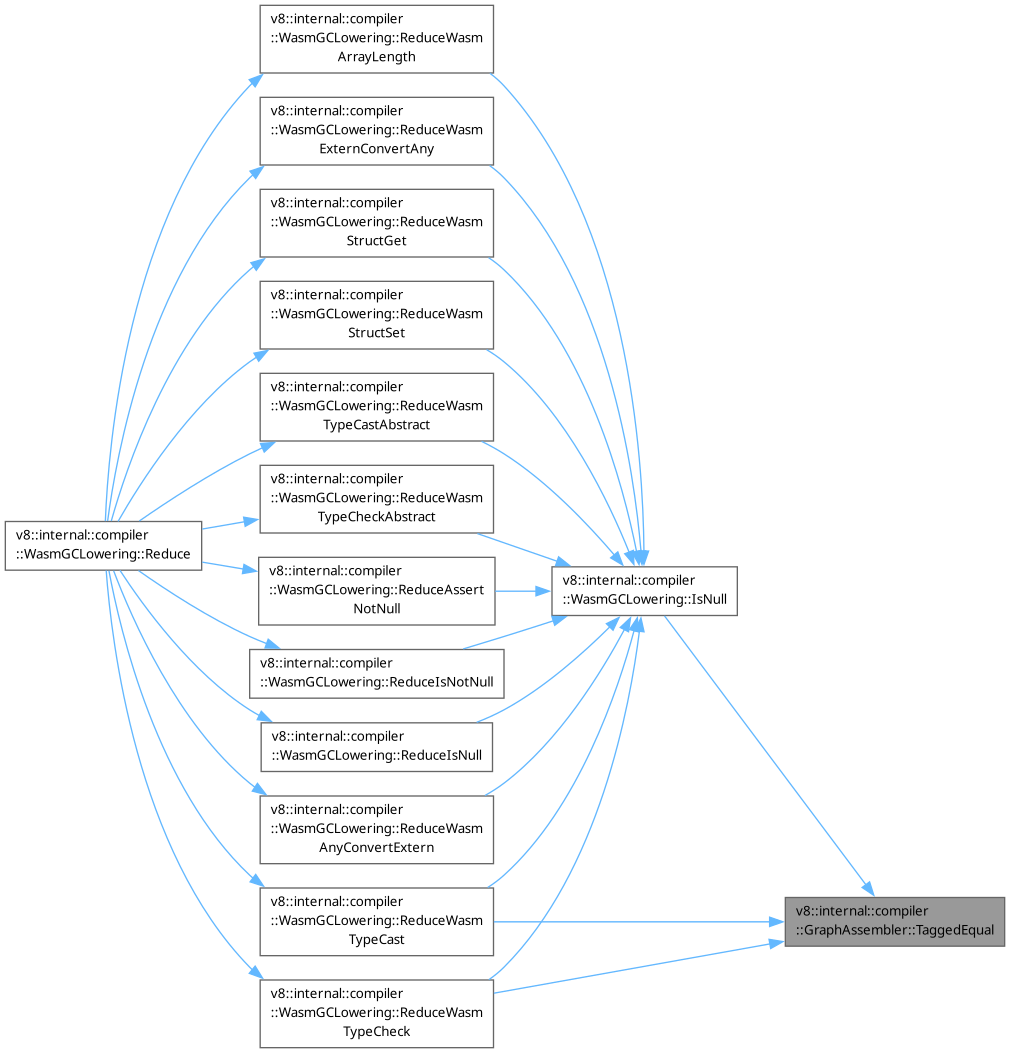 v8::internal::compiler
::WasmGCLowering::ReduceWasm
ArrayLength
v8::internal::compiler
::WasmGCLowering::ReduceWasm
ExternConvertAny
v8::internal::compiler
::WasmGCLowering::ReduceWasm
StructGet
v8::internal::compiler
::WasmGCLowering::ReduceWasm
StructSet
v8::internal::compiler
::WasmGCLowering::ReduceWasm
TypeCastAbstract
v8::internal::compiler
::WasmGCLowering::ReduceWasm
TypeCheckAbstract
v8::internal::compiler
::WasmGCLowering::Reduce
v8::internal::compiler
::WasmGCLowering::ReduceAssert
NotNull
v8::internal::compiler
::WasmGCLowering::IsNull
v8::internal::compiler
::WasmGCLowering::ReduceIsNotNull
v8::internal::compiler
::WasmGCLowering::ReduceIsNull
v8::internal::compiler
::WasmGCLowering::ReduceWasm
AnyConvertExtern
v8::internal::compiler
::WasmGCLowering::ReduceWasm
TypeCast
v8::internal::compiler
::GraphAssembler::TaggedEqual
v8::internal::compiler
::WasmGCLowering::ReduceWasm
TypeCheck